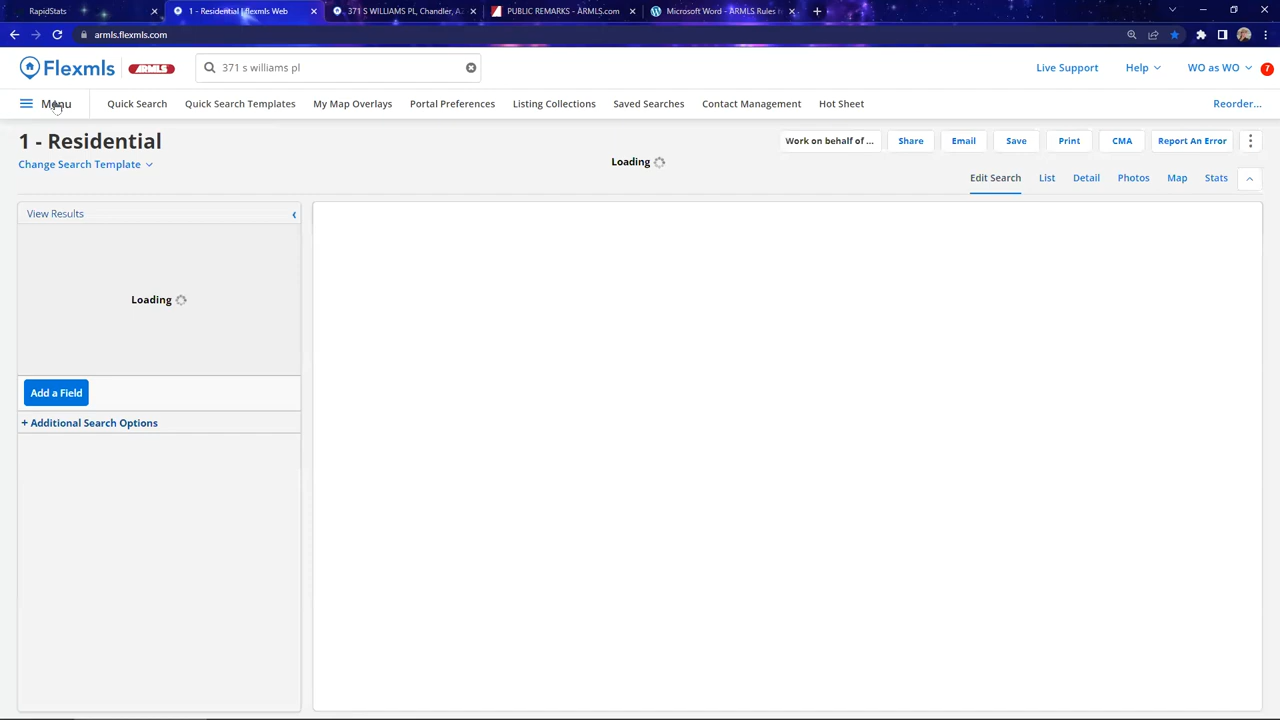 RapidStats
1 - Residential | Flexmls Web
371 S WILLIAMS PL, Chandler, A
PUBLIC REMARKS - ARMLS.com
Microsoft Word - ARMLS Rules
armls.flexmls.com
Flexmls
ARMLS
371 s williams pl
Live Support
Help
WO as WO
7
Menu
Quick Search
Quick Search Templates
My Map Overlays
Portal Preferences
Listing Collections
Saved Searches
Contact Management
Hot Sheet
Reorder...
1 - Residential
Change Search Template
Loading
Work on behalf of ...
Share
Email
Save
Print
CMA
Report An Error
Edit Search
List
Detail
Photos
Map
Stats
View Results
Loading
Add a Field
+ Additional Search Options